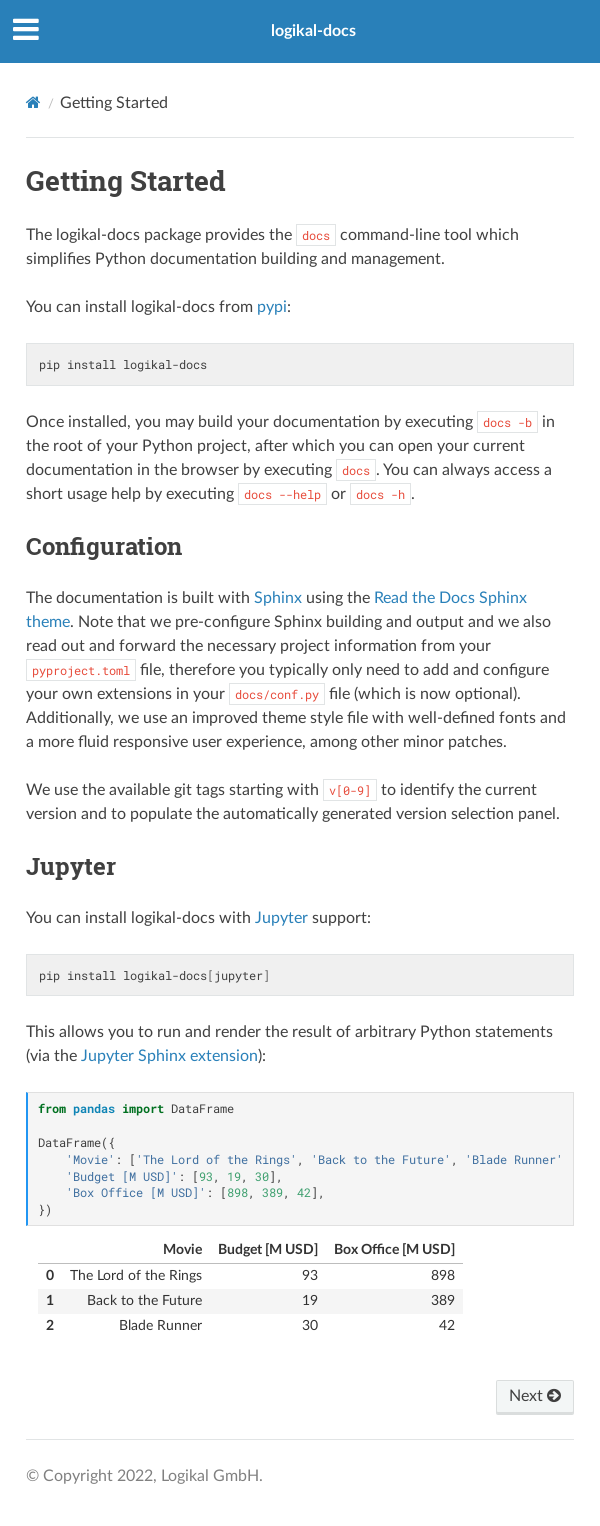 logikal-docs
/ Getting Started
Getting Started
The logikal-docs package provides the docs command-line tool which
simplifies Python documentation building and management.
You can install logikal-docs from pypi:
pip install logikal-docs
Once installed, you may build your documentation by executing docs -b in
the root of your Python project, after which you can open your current
documentation in the browser by executing docs. You can always access a
short usage help by executing docs --help or docs -h.
Configuration
The documentation is built with Sphinx using the Read the Docs Sphinx
theme. Note that we pre-configure Sphinx building and output and we also
read out and forward the necessary project information from your
pyproject.toml file, therefore you typically only need to add and configure
your own extensions in your docs/conf.py file (which is now optional).
Additionally, we use an improved theme style file with well-defined fonts and
a more fluid responsive user experience, among other minor patches.
We use the available git tags starting with v[0-9] to identify the current
version and to populate the automatically generated version selection panel.
Jupyter
You can install logikal-docs with Jupyter support:
pip install logikal-docs[jupyter]
This allows you to run and render the result of arbitrary Python statements
(via the Jupyter Sphinx extension):
from pandas import DataFrame
DataFrame({
    'Movie': ['The Lord of the Rings', 'Back to the Future', 'Blade Runner'
    'Budget [M USD]': [93, 19, 30],
    'Box Office [M USD]': [898, 389, 42],
})
Movie Budget [M USD] Box Office [M USD]
0 The Lord of the Rings 93 898
1 Back to the Future 19 389
2 Blade Runner 30 42
Next
© Copyright 2022, Logikal GmbH.